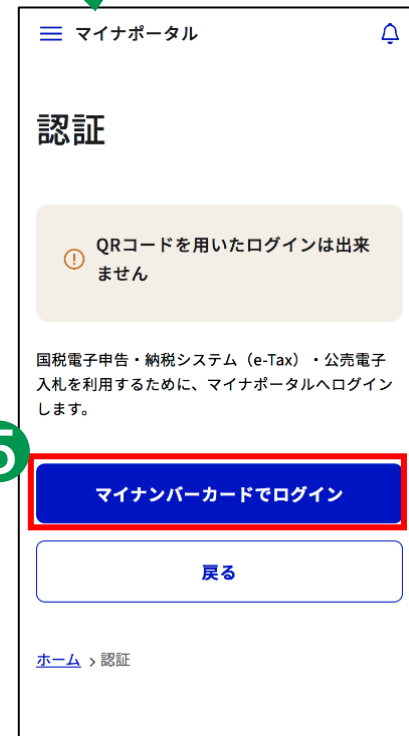 マイナポータル
認証
QRコードを用いたログインは出来
ません
国税電子申告・納税システム（e-Tax）・公売電子
入札を利用するために、マイナポータルへログイン
します。
5
マイナンバーカードでログイン
戻る
ホーム > 認証